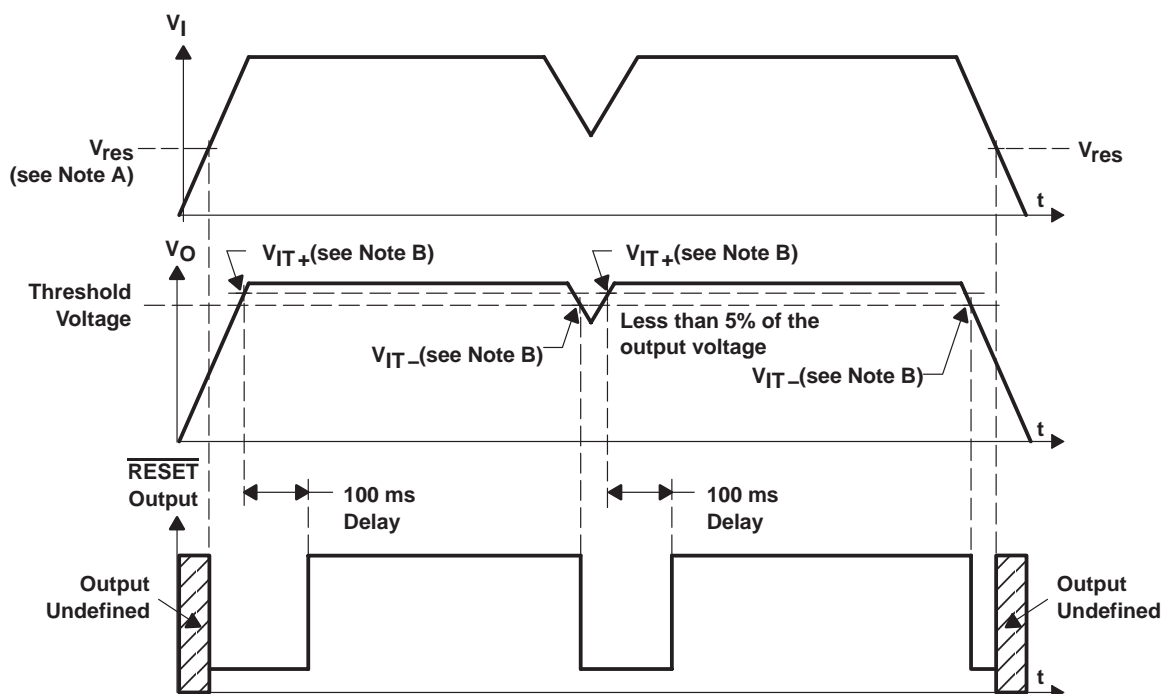 VI
Vres
(see Note A)
Vres
t
VO
VIT+(see Note B)
VIT+(see Note B)
Threshold
Voltage
Less than 5% of the
output voltage
VIT−(see Note B)
VIT−(see Note B)
t
RESET
Output
100 ms
Delay
100 ms
Delay
Output
Undefined
Output
Undefined
t